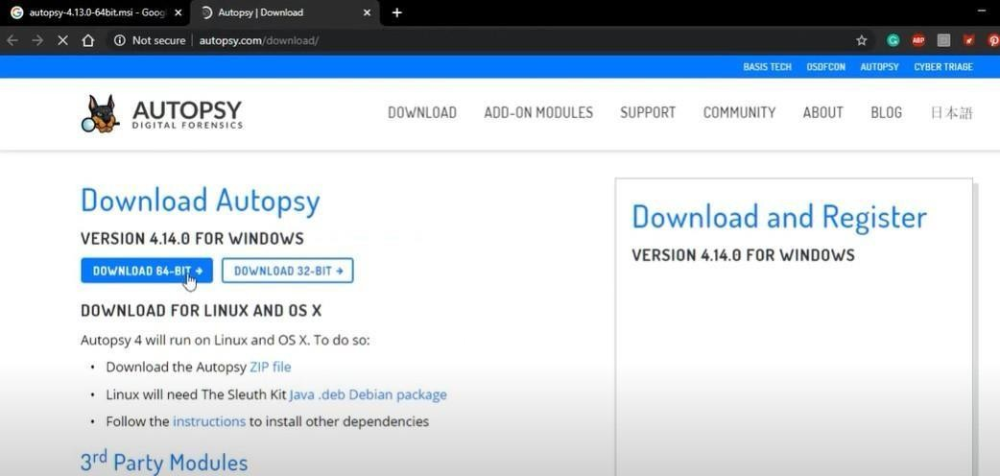 autopsy-4.13.0-64bit.msi - Goog
Autopsy | Download
Not secure
autopsy.com/download/
ABP
BASIS TECH OSDFCON AUTOPSY CYBER TRIAGE
AUTOPSY
DIGITAL FORENSICS
DOWNLOAD ADD-ON MODULES SUPPORT COMMUNITY ABOUT BLOG 日本語
Download Autopsy
VERSION 4.14.0 FOR WINDOWS
DOWNLOAD 64-BIT → DOWNLOAD 32-BIT →
DOWNLOAD FOR LINUX AND OS X
Autopsy 4 will run on Linux and OS X. To do so:
• Download the Autopsy ZIP file
• Linux will need The Sleuth Kit Java .deb Debian package
• Follow the instructions to install other dependencies
3rd Party Modules
Download and Register
VERSION 4.14.0 FOR WINDOWS